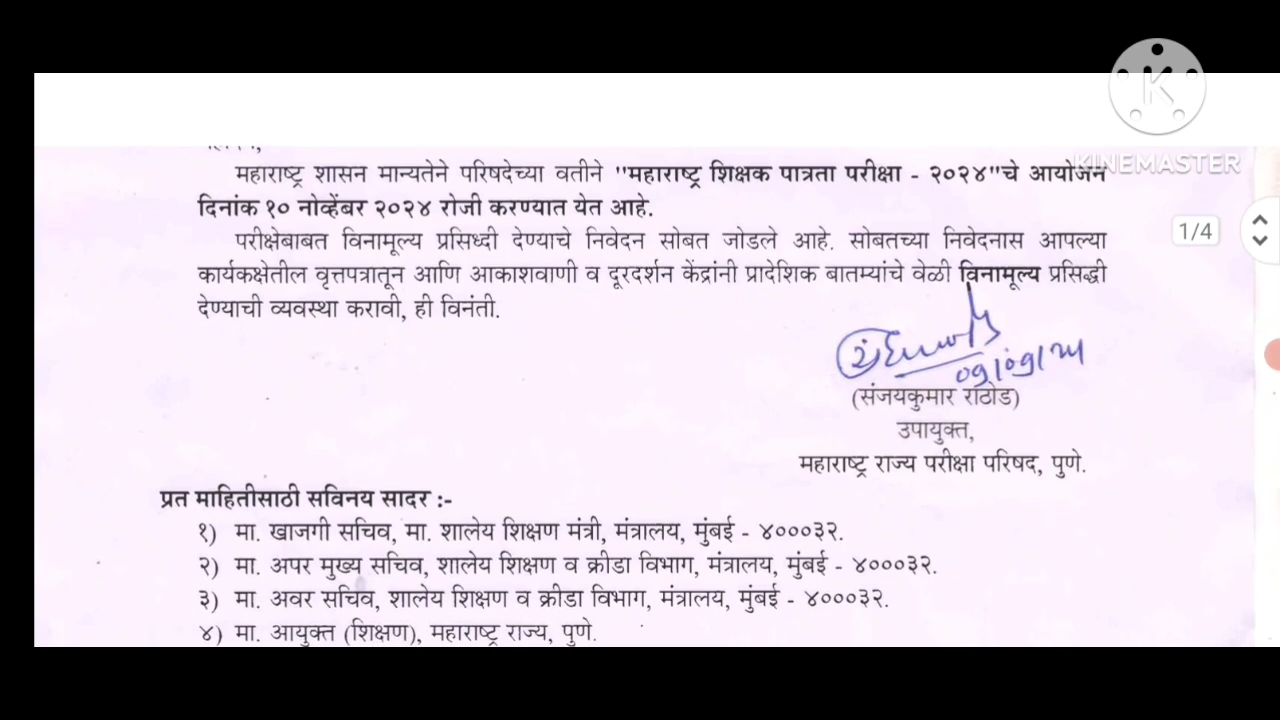 KINEMASTER
महाराष्ट्र शासन मान्यतेने परिषदेच्या वतीने "महाराष्ट्र शिक्षक पात्रता परीक्षा - २०२४"चे आयोजन
दिनांक १० नोव्हेंबर २०२४ रोजी करण्यात येत आहे.
1/4
परीक्षेबाबत विनामूल्य प्रसिध्दी देण्याचे निवेदन सोबत जोडले आहे. सोबतच्या निवेदनास आपल्या
कार्यकक्षेतील वृत्तपत्रातून आणि आकाशवाणी व दूरदर्शन केंद्रांनी प्रादेशिक बातम्यांचे वेळी विनामूल्य प्रसिद्धी
देण्याची व्यवस्था करावी, ही विनंती.
09/09/24
(संजयकुमार राठोड)
उपायुक्त,
महाराष्ट्र राज्य परीक्षा परिषद, पुणे.
प्रत माहितीसाठी सविनय सादर :-
१) मा. खाजगी सचिव, मा. शालेय शिक्षण मंत्री, मंत्रालय, मुंबई - ४०००३२.
२) मा. अपर मुख्य सचिव, शालेय शिक्षण व क्रीडा विभाग, मंत्रालय, मुंबई - ४०००३२.
३) मा. अवर सचिव, शालेय शिक्षण व क्रीडा विभाग, मंत्रालय, मुंबई - ४०००३२.
४) मा. आयुक्त (शिक्षण), महाराष्ट्र राज्य, पुणे.